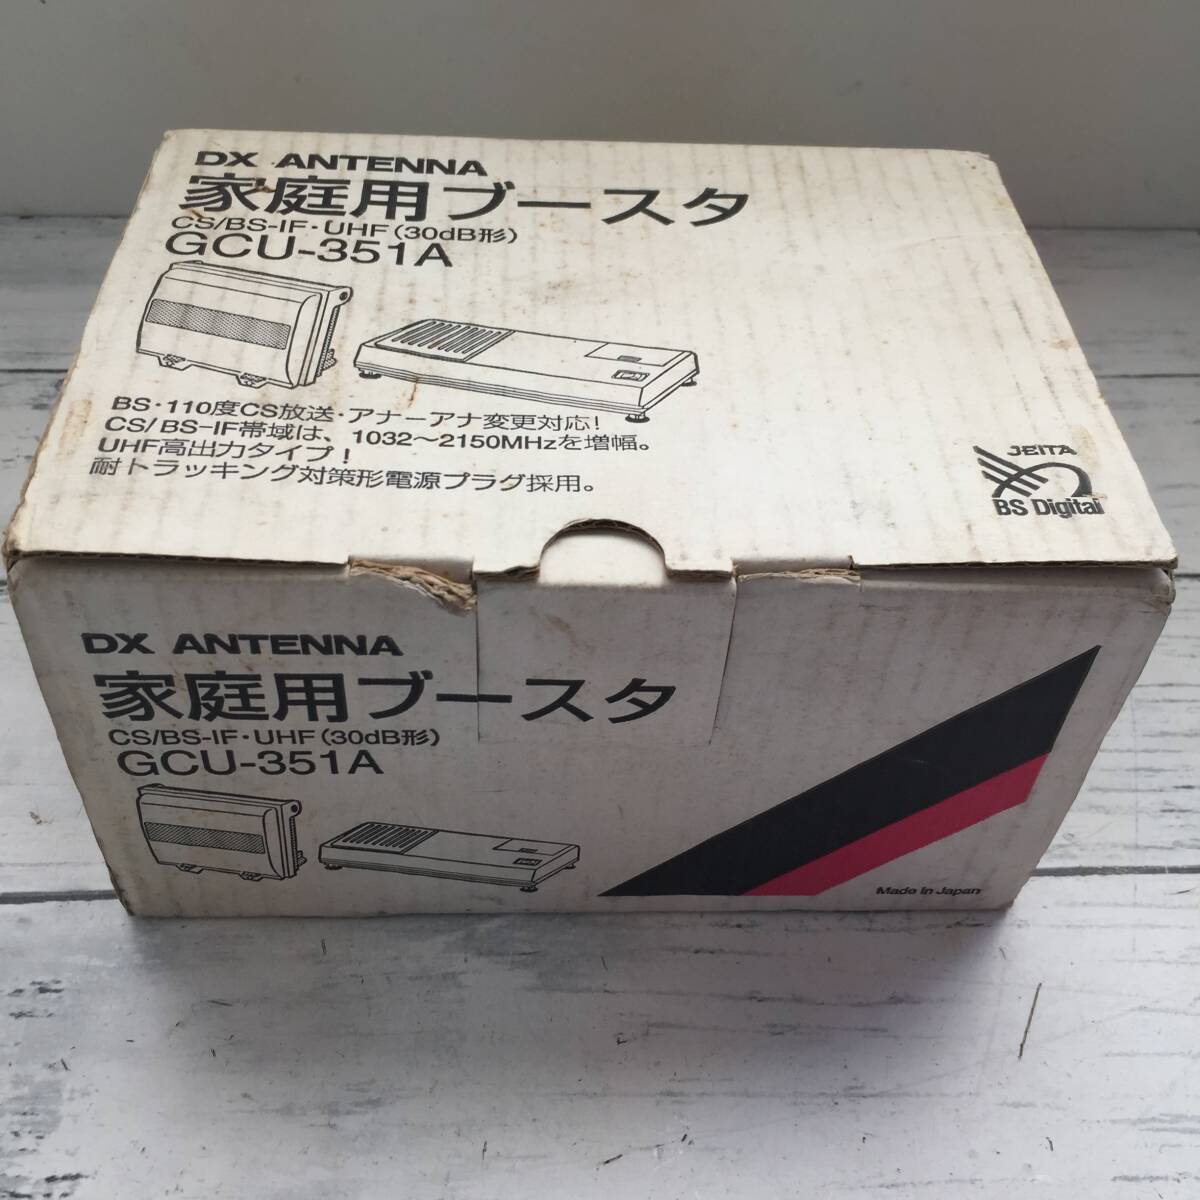 DX ANTENNA
家庭用ブースタ
CS/BS-IF・UHF(30dB形)
GCU-351A
BS・110度CS放送・アナーアナ変更対応!
CS/BS-IF帯域は、1032〜2150MHzを増幅。
UHF高出力タイプ!
耐トラッキング対策形電源プラグ採用。
JEITA
BS Digital
DX ANTENNA
家庭用ブースタ
CS/BS-IF・UHF(30dB形)
GCU-351A
Made in Japan